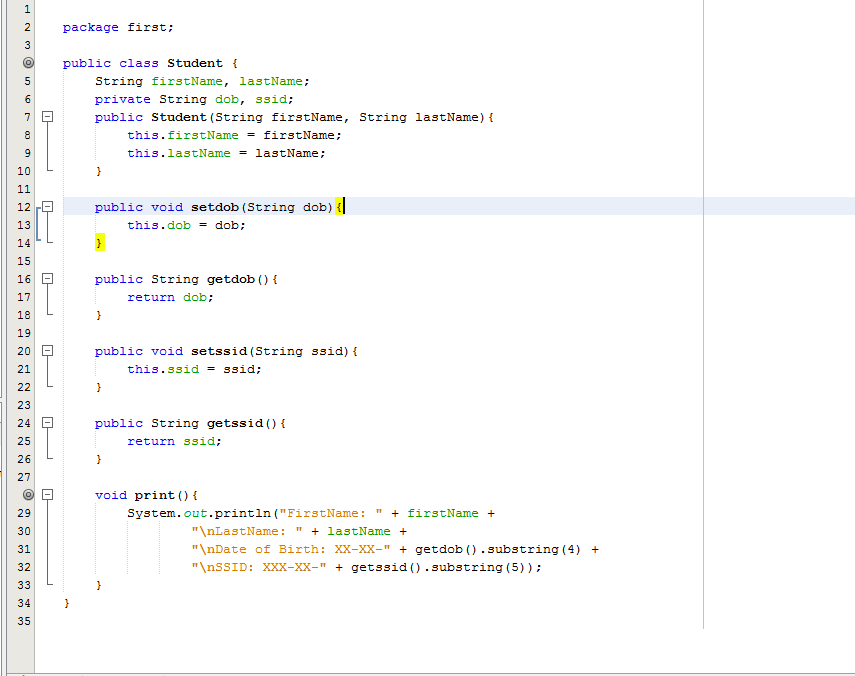 1
2 package first;
3
public class Student {
5 String firstName, lastName;
6 private String dob, ssid;
7 public Student(String firstName, String lastName){
8 this.firstName = firstName;
9 this.lastName = lastName;
10 }
11
12 public void setdob(String dob){
13 this.dob = dob;
14 }
15
16 public String getdob(){
17 return dob;
18 }
19
20 public void setssid(String ssid){
21 this.ssid = ssid;
22 }
23
24 public String getssid(){
25 return ssid;
26 }
27
void print(){
29 System.out.println("FirstName: " + firstName +
30 "\nLastName: " + lastName +
31 "\nDate of Birth: XX-XX-" + getdob().substring(4) +
32 "\nSSID: XXX-XX-" + getssid().substring(5));
33 }
34 }
35